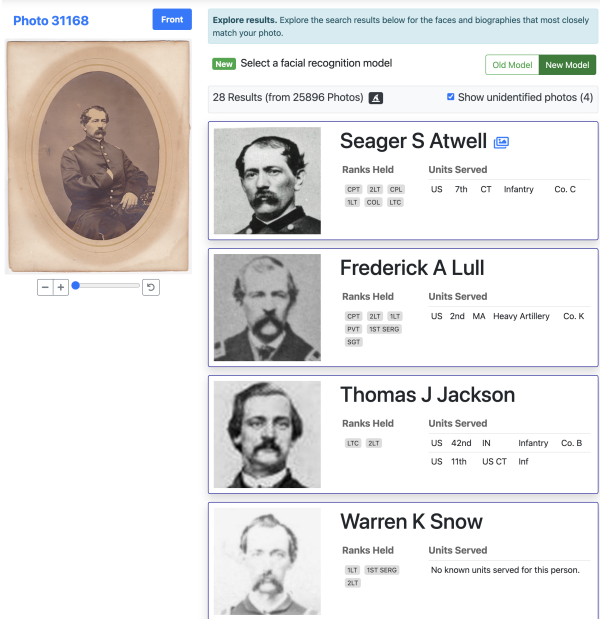 Photo 31168
Front
Explore results. Explore the search results below for the faces and biographies that most closely
match your photo.
New Select a facial recognition model
Old Model New Model
28 Results (from 25896 Photos)
Show unidentified photos (4)
Seager S Atwell
Ranks Held Units Served
CPT 2LT CPL US 7th CT Infantry Co. C
1LT COL LTC
Frederick A Lull
Ranks Held Units Served
CPT 2LT 1LT US 2nd MA Heavy Artillery Co. K
PVT 1ST SERG
SGT
Thomas J Jackson
Ranks Held Units Served
LTC 2LT US 42nd IN Infantry Co. B
US 11th US CT Inf
Warren K Snow
Ranks Held Units Served
1LT 1ST SERG No known units served for this person.
2LT